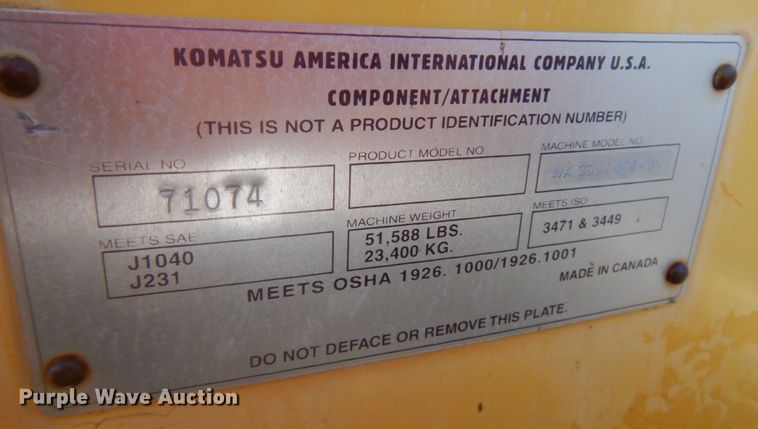 KOMATSU AMERICA INTERNATIONAL COMPANY U.S.A.
COMPONENT/ATTACHMENT
(THIS IS NOT A PRODUCT IDENTIFICATION NUMBER)
SERIAL NO.
71074
PRODUCT MODEL NO.
MACHINE MODEL NO
MEETS SAE
J1040
J231
MACHINE WEIGHT
51,588 LBS.
23,400 KG.
MEETS ISO
3471 & 3449
MEETS OSHA 1926. 1000/1926.1001
MADE IN CANADA
DO NOT DEFACE OR REMOVE THIS PLATE.
Purple Wave Auction